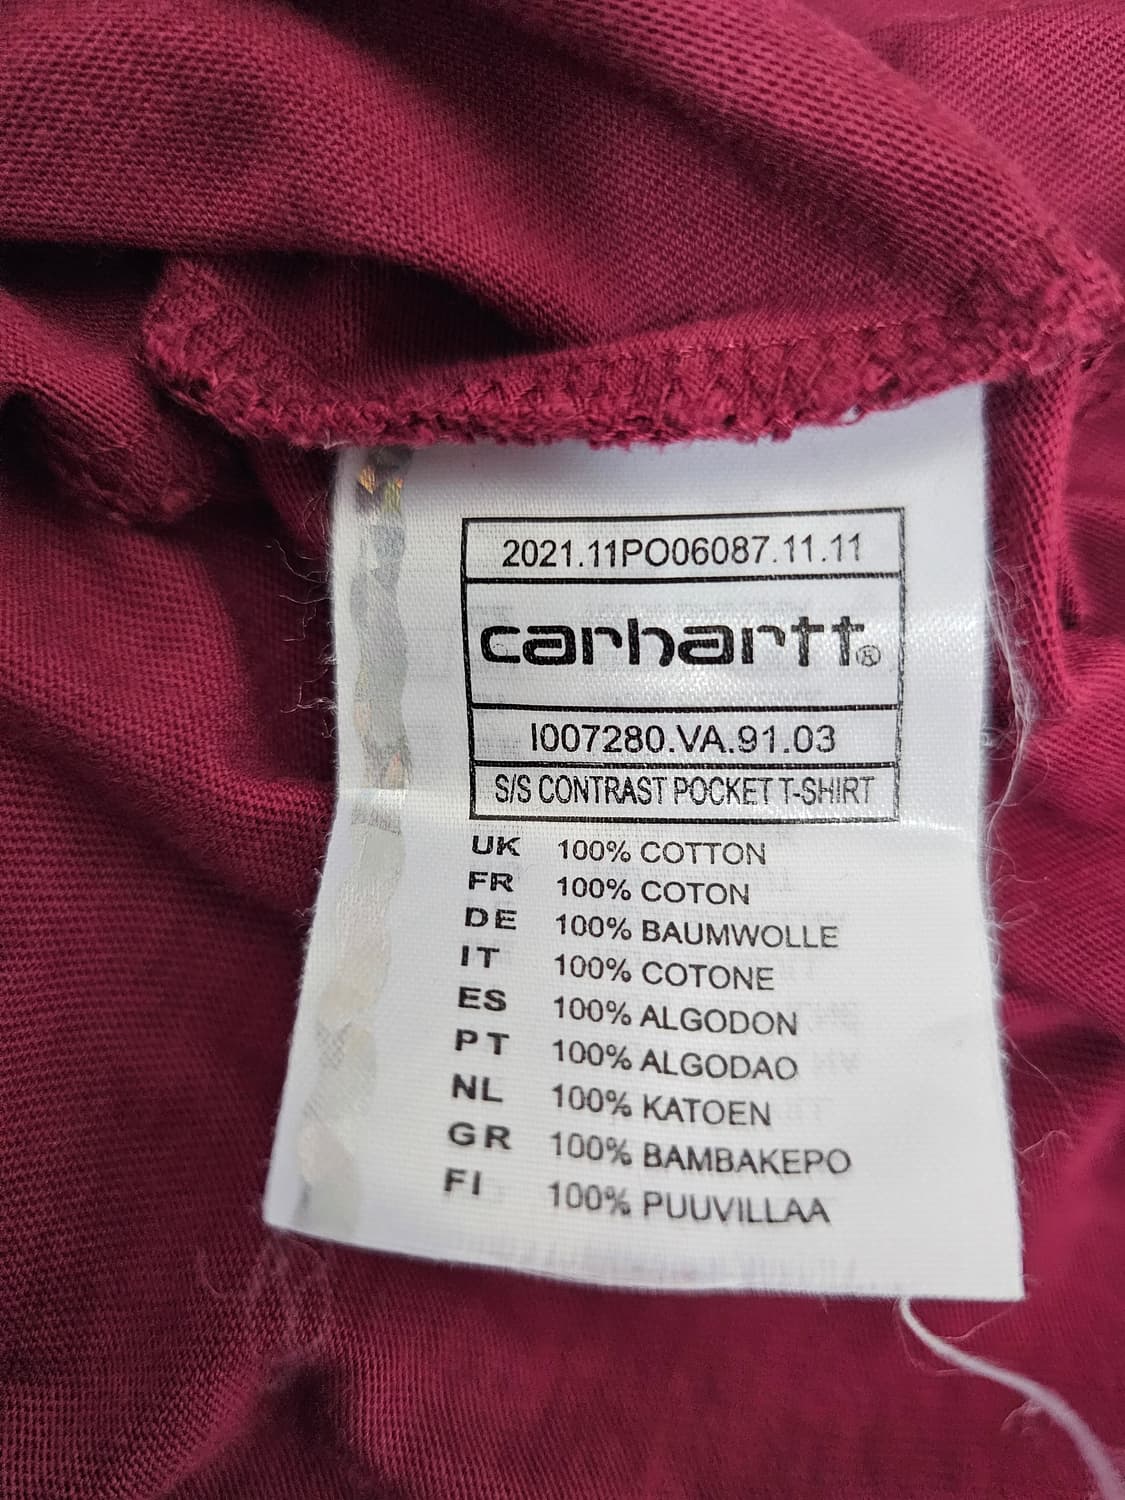 2021.11PO06087.11.11
carhartt®
I007280.VA.91.03
S/S CONTRAST POCKET T-SHIRT
UK 100% COTTON
FR 100% COTON
DE 100% BAUMWOLLE
IT 100% COTONE
ES 100% ALGODON
PT 100% ALGODAO
NL 100% KATOEN
GR 100% BAMBAKEPO
FI 100% PUUVILLAA